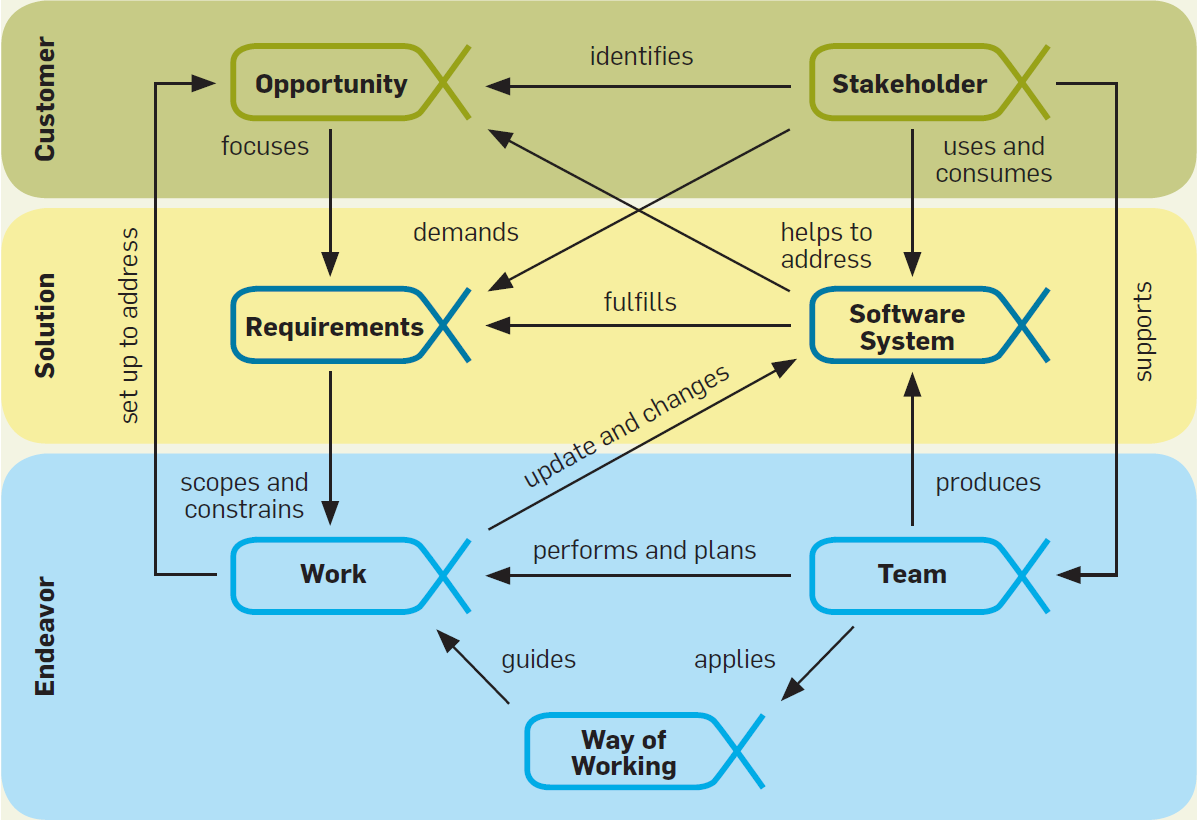 Customer
Opportunity
identifies
Stakeholder
focuses
uses and
consumes
Solution
set up to address
demands
helps to
address
supports
Requirements
fulfills
Software
System
update and changes
Endeavor
scopes and
constrains
produces
Work
performs and plans
Team
guides
applies
Way of
Working